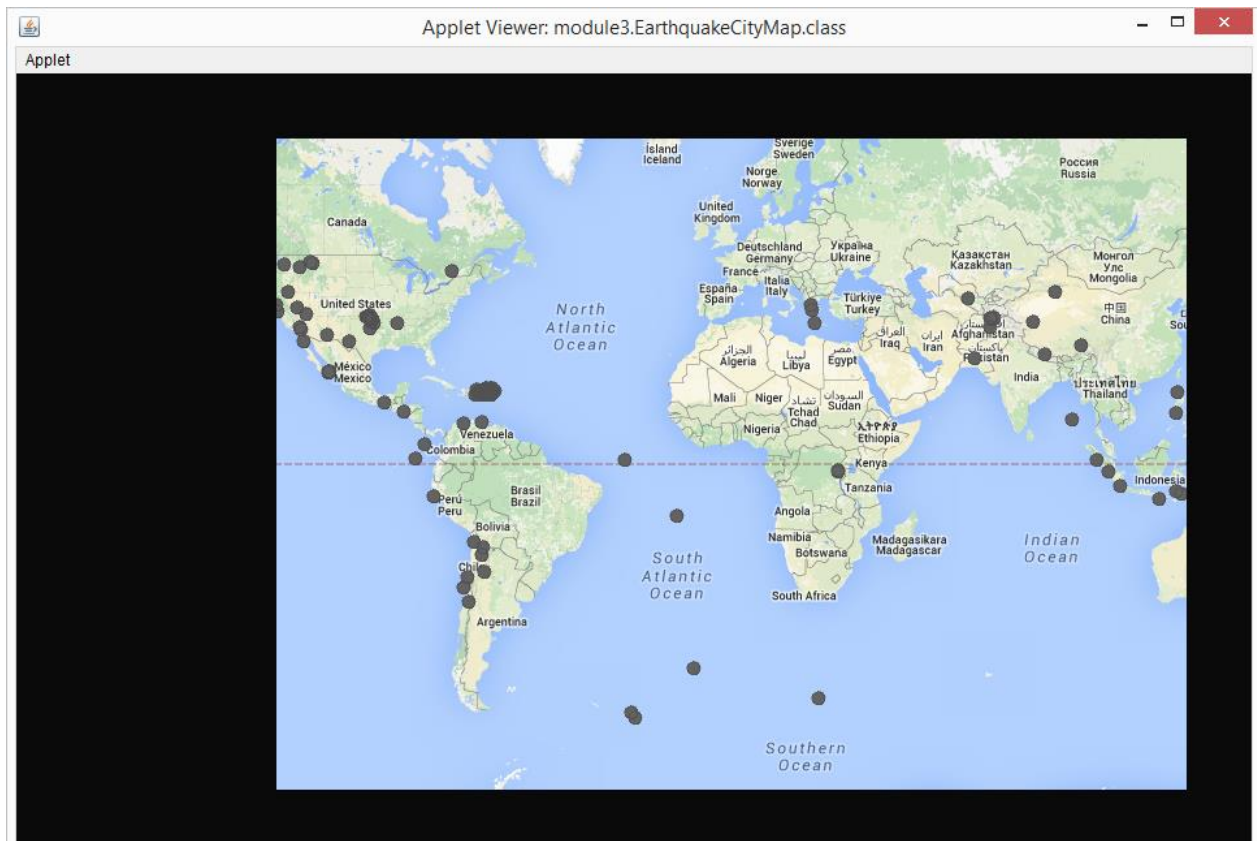 Applet Viewer: module3.EarthquakeCityMap.class
Applet
Ísland
Iceland
Sverige
Sweden
Norge
Norway
Россия
Russia
Canada
United
Kingdom
Deutschland
Germany
Україна
Ukraine
Қазақстан
Kazakhstan
Монгол
Улс
Mongolia
France
Italia
Italy
España
Spain
Türkiye
Turkey
United States
North
Atlantic
Ocean
中国
China
العراق
Iraq
ایران
Iran
Afghanistan
پاکستان
México
Mexico
الجزائر
Algeria
ليبيا
Libya
مصر
Egypt
India
ประเทศไทย
Thailand
Mali
Niger
تشاد
Tchad
Chad
السودان
Sudan
Nigeria
ኢትዮጵያ
Ethiopia
Venezuela
Colombia
Kenya
Tanzania
Indonesia
Perú
Peru
Brasil
Brazil
Bolivia
Angola
Namibia
Botswana
Madagasikara
Madagascar
Indian
Ocean
South
Atlantic
Ocean
South Africa
Argentina
Southern
Ocean